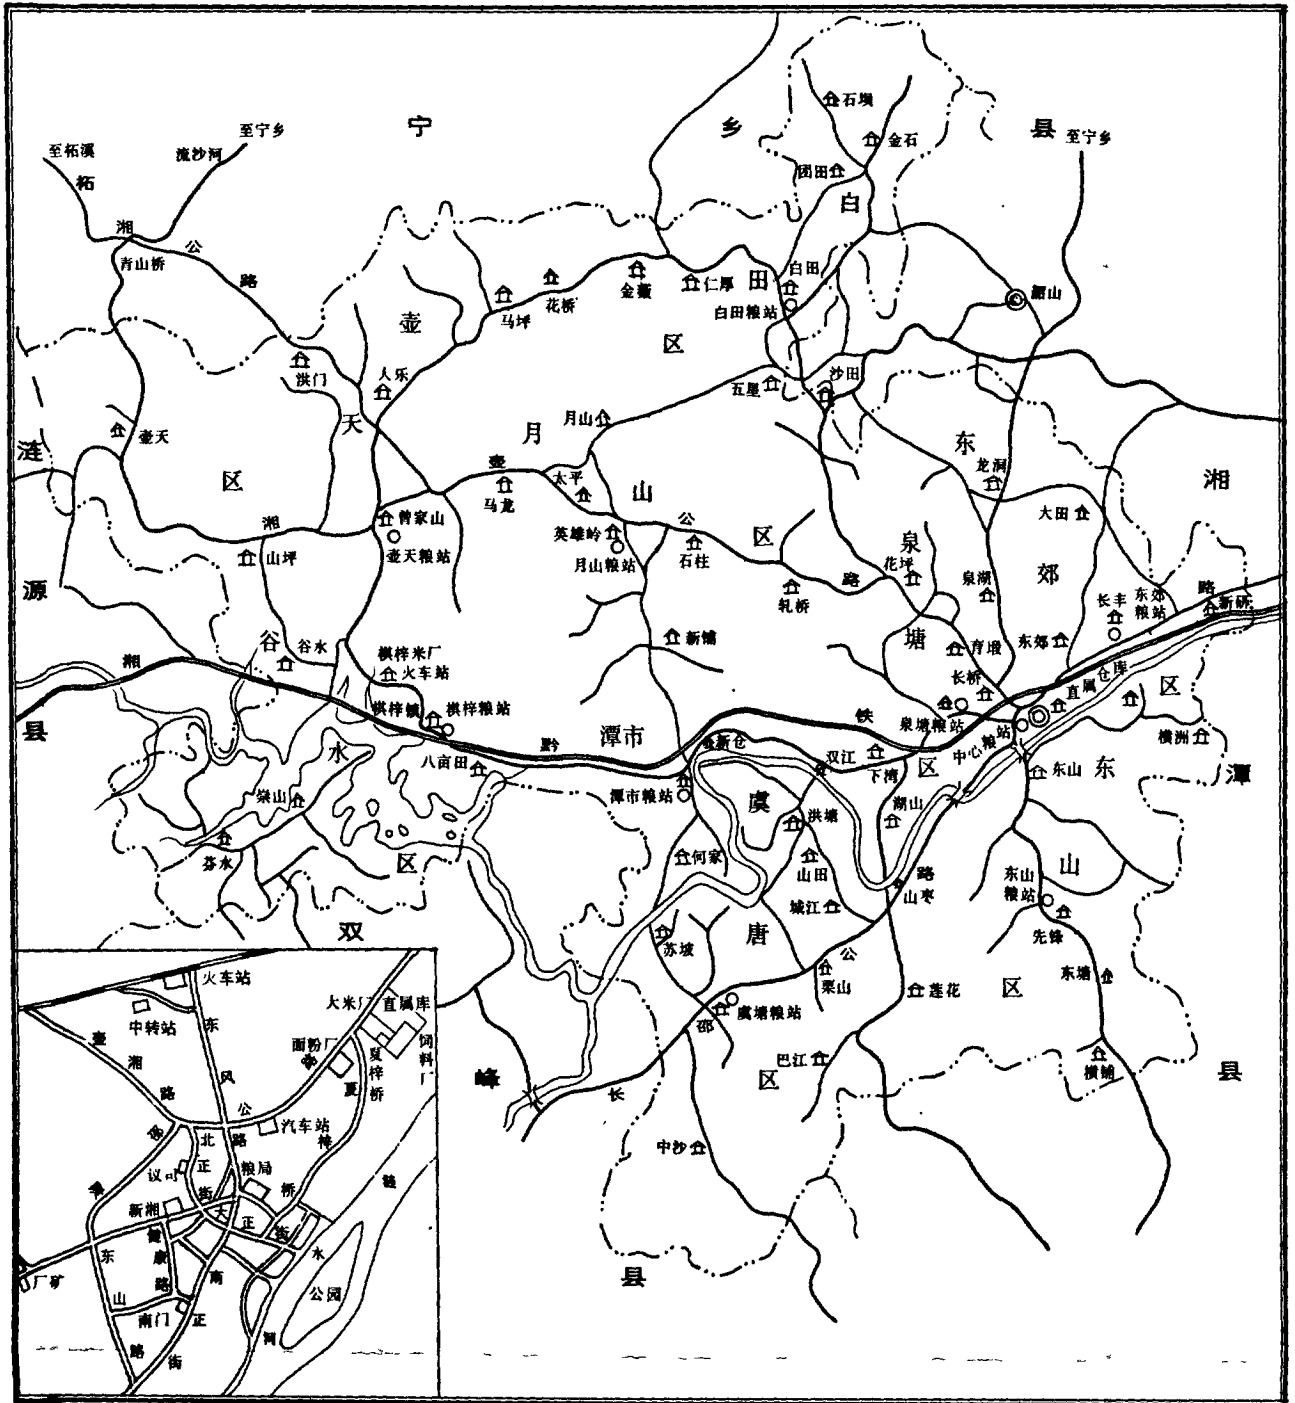 宁
乡
县
至柘溪
柘
流沙河
至宁乡
湘
公
路
青山桥
石坝
金石
团田
白
至宁乡
韶山
白田
田
区
白田粮站
仁厚
金薮
花桥
马坪
壶
天
区
洪门
人乐
壶天
涟
源
县
五里
沙田
月山
月
山
区
壶
马龙
太平
英雄岭
月山粮站
公
石柱
路
轧桥
湘
山坪
曾家山
壶天粮站
东
郊
区
龙洞
大田
湘
潭
县
泉
塘
区
花坪
泉湖
育塅
长桥
东郊
长丰
东郊
粮站
路
新研
直属仓库
横洲
谷
水
区
谷水
棋梓米厂
火车站
棋梓镇
棋梓粮站
湘
黔
铁
路
潭市
新铺
八亩田
崇山
芬水
潭市粮站
双江
下湾
泉塘粮站
中心粮站
湖山
东山
东
山
区
虞
唐
区
洪塘
山田
城江
何家
苏坡
山枣
栗山
虞塘粮站
公
邵
长
莲花
巴江
中沙
东山
粮站
先锋
东塘
横铺
双
峰
县
火车站
中转站
东
风
路
大米厂
直属库
面粉厂
饲料厂
夏梓桥
壶
湘
路
公
汽车站
北
正
街
粮局
新湘
大
正
街
夏
梓
桥
健
康
路
厂矿
东
山
路
南门
南
正
街
涟
水
河
公园